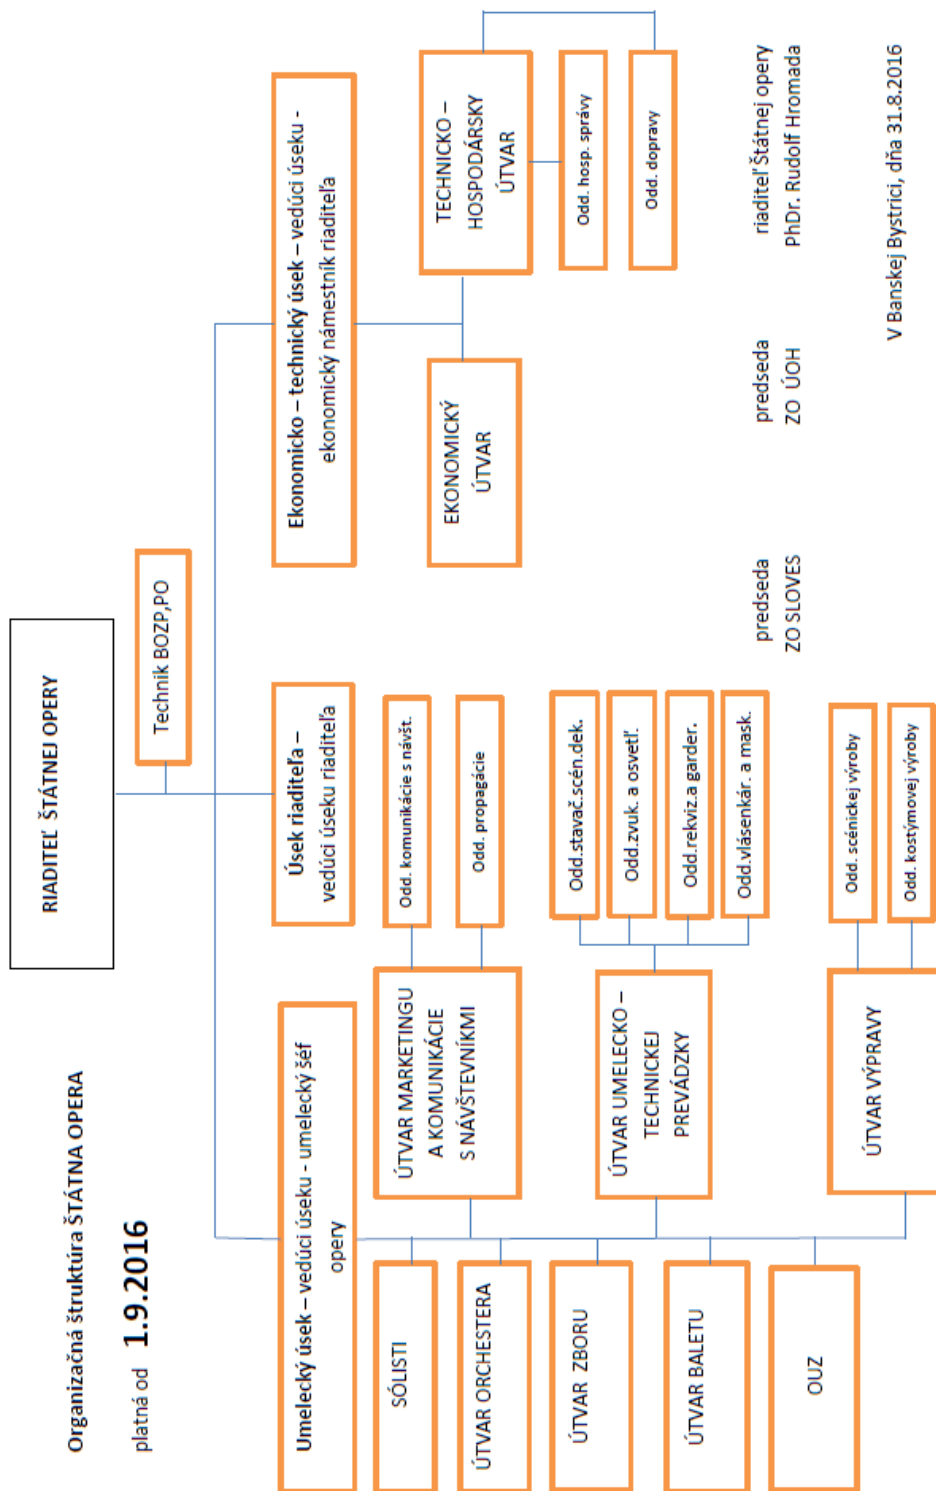 Organizačná štruktúra ŠTÁTNA OPERA
platná od 1.9.2016
RIADITEĽ ŠTÁTNEJ OPERY
Technik BOZP,PO
Umelecký úsek – vedúci úseku - umelecký šéf
opery
Úsek riaditeľa –
vedúci úseku riaditeľa
Ekonomicko – technický úsek – vedúci úseku -
ekonomický námestník riaditeľa
SÓLISTI
ÚTVAR ORCHESTERA
ÚTVAR ZBORU
ÚTVAR BALETU
OUZ
ÚTVAR MARKETINGU
A KOMUNIKÁCIE
S NÁVŠTEVNÍKMI
Odd. komunikácie s návšt.
Odd. propagácie
ÚTVAR UMELECKO –
TECHNICKEJ
PREVÁDZKY
Odd.stavač.scén.dek.
Odd.zvuk. a osvetľ.
Odd.rekviz.a garder.
Odd.vlásenkár. a mask.
ÚTVAR VÝPRAVY
Odd. scénickej výroby
Odd. kostýmovej výroby
EKONOMICKÝ
ÚTVAR
TECHNICKO –
HOSPODÁRSKY
ÚTVAR
Odd. hosp. správy
Odd. dopravy
predseda
ZO SLOVES
predseda
ZO ÚOH
riaditeľ Štátnej opery
PhDr. Rudolf Hromada
V Banskej Bystrici, dňa 31.8.2016